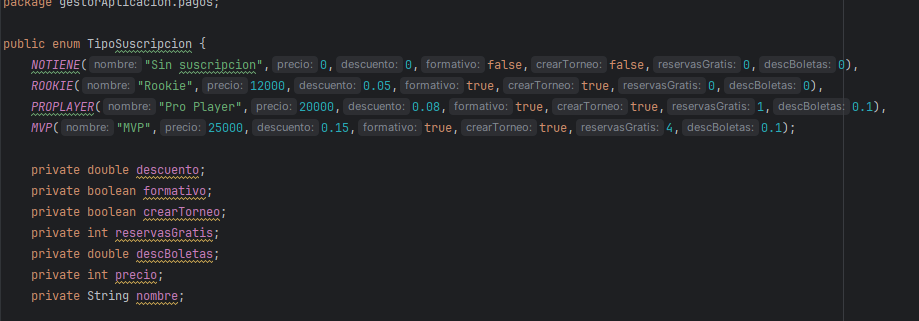 package gestorAplicacion.pagos;
public enum TipoSuscripcion {
NOTIENE( nombre: "Sin suscripcion", precio: 0, descuento: 0, formativo: false, crearTorneo: false, reservasGratis: 0, descBoletas: 0),
ROOKIE( nombre: "Rookie", precio: 12000, descuento: 0.05, formativo: true, crearTorneo: true, reservasGratis: 0, descBoletas: 0),
PROPLAYER( nombre: "Pro Player", precio: 20000, descuento: 0.08, formativo: true, crearTorneo: true, reservasGratis: 1, descBoletas: 0.1),
MVP( nombre: "MVP", precio: 25000, descuento: 0.15, formativo: true, crearTorneo: true, reservasGratis: 4, descBoletas: 0.1);
private double descuento;
private boolean formativo;
private boolean crearTorneo;
private int reservasGratis;
private double descBoletas;
private int precio;
private String nombre;